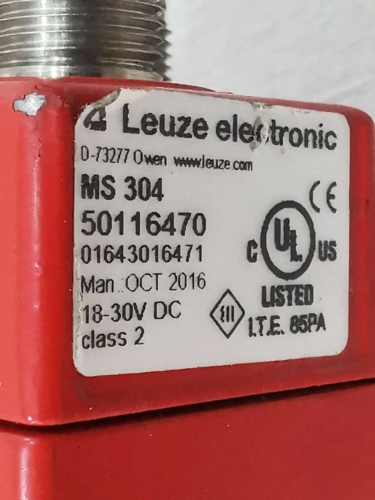 Leuze electronic
D-73277 Owen www.leuze.com
MS 304
50116470
01643016471
Man.:OCT 2016
18-30V DC
class 2
CE
C UL US
LISTED
I.T.E. 85PA